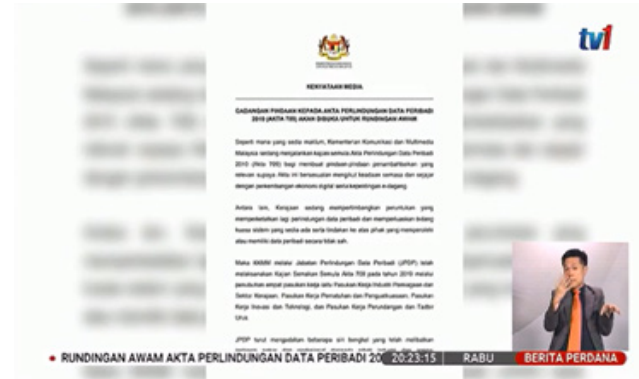 tv1
KENYATAAN MEDIA
CADANGAN PINDAAN KEPADA AKTA PERLINDUNGAN DATA PERIBADI
2010 (AKTA 709) AKAN DIBUKA UNTUK RUNDINGAN AWAM
Seperti mana yang sedia maklum, Kementerian Komunikasi dan Multimedia
Malaysia sedang menjalankan kajian semula Akta Perlindungan Data Peribadi
2010 (Akta 709) bagi membuat pindaan-pindaan penambahbaikan yang
relevan supaya Akta ini bersesuaian mengikut keadaan semasa dan sejajar
dengan perkembangan ekonomi digital serta kepentingan e-dagang.
Antara lain, Kerajaan sedang mempertimbangkan peruntukan yang
memperketatkan lagi perlindungan data peribadi dan memperluaskan bidang
kuasa sistem yang sedia ada serta tindakan ke atas pihak yang memperolehi
atau memiliki data peribadi secara tidak sah.
Maka KKMM melalui Jabatan Perlindungan Data Peribadi (JPDP) telah
melaksanakan Kajian Semakan Semula Akta 709 pada tahun 2019 melalui
penubuhan empat pasukan kerja iaitu Pasukan Kerja Industri Perniagaan dan
Sektor Kerajaan, Pasukan Kerja Pematuhan dan Penguatkuasaan, Pasukan
Kerja Inovasi dan Teknologi, dan Pasukan Kerja Perundangan dan Tadbir
Urus.
JPDP turut mengadakan beberapa siri bengkel yang telah melibatkan
RUNDINGAN AWAM AKTA PERLINDUNGAN DATA PERIBADI 20
20:23:15 RABU BERITA PERDANA